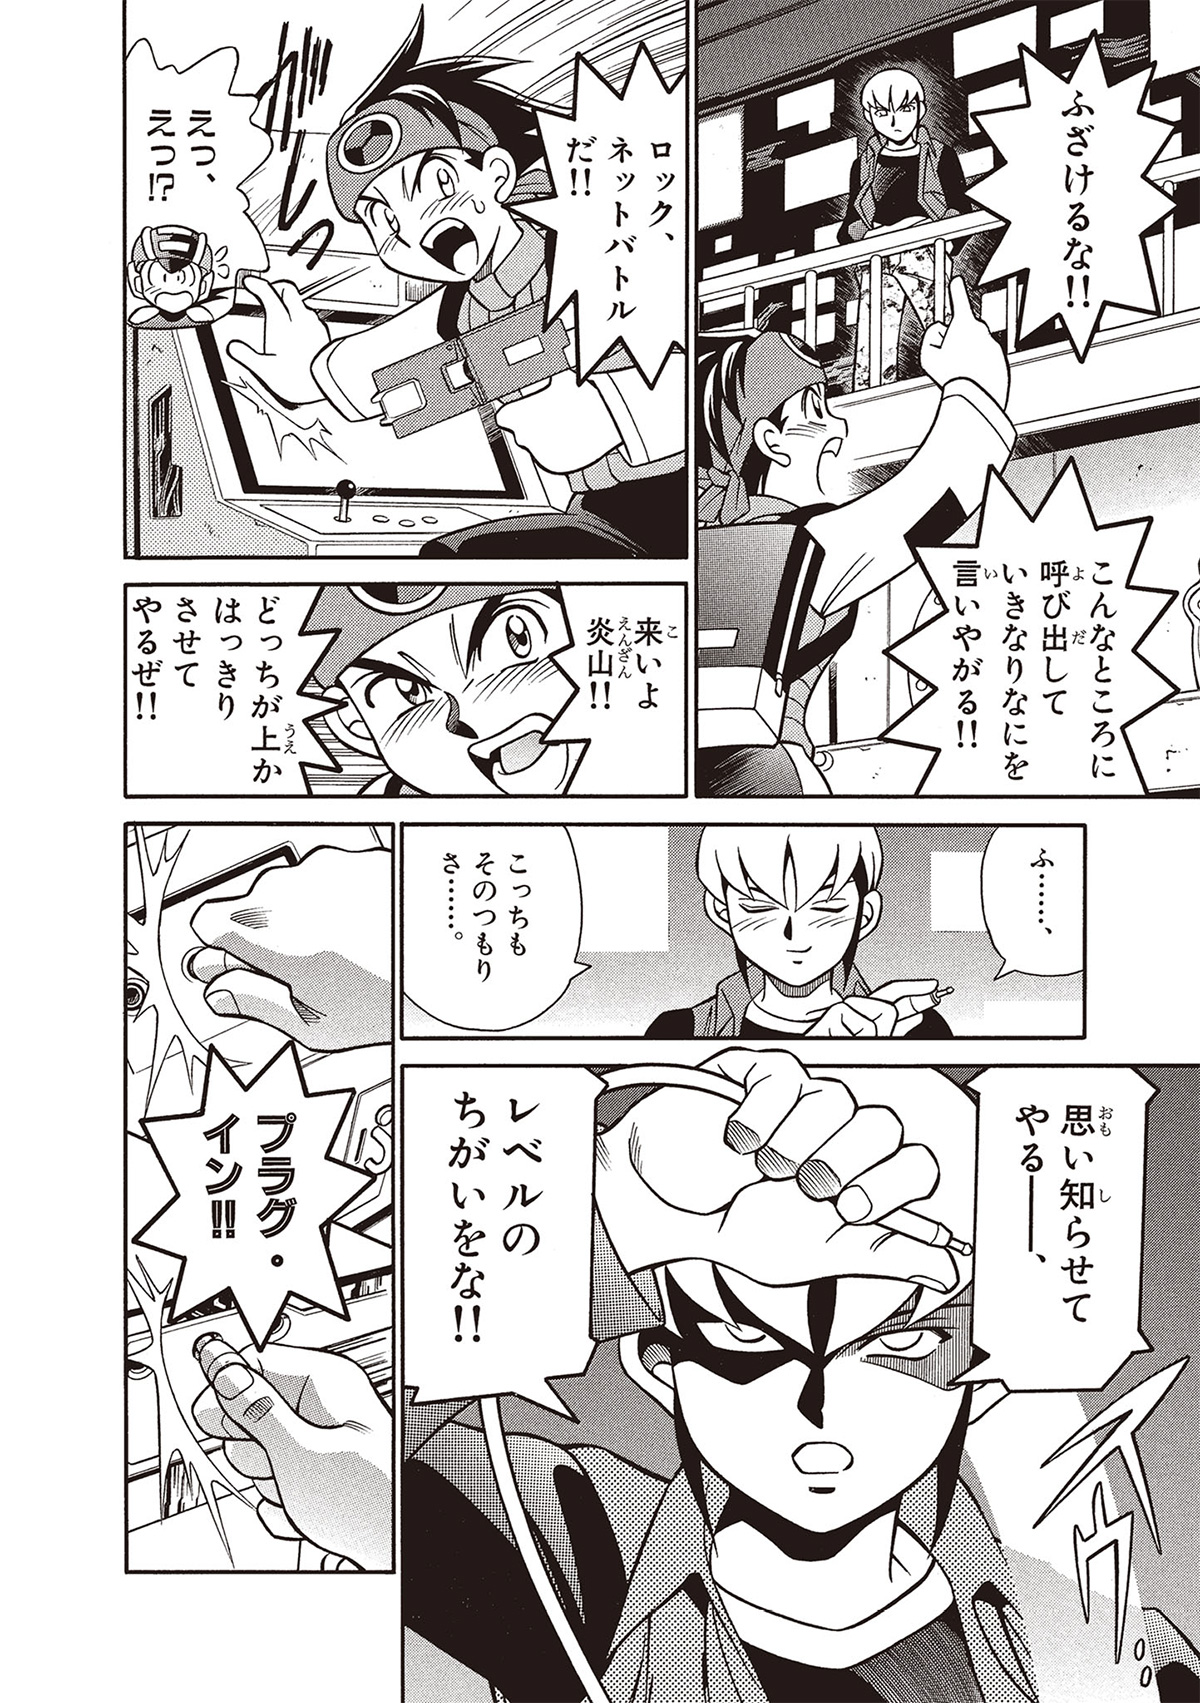 ふざけるな!!
こんなところに
呼び出して
いきなりなにを
言いやがる!!
ロック、
ネットバトル
だ!!
えっ、
えっ!?
来いよ
炎山!!
どっちが上か
はっきり
させて
やるぜ!!
ふ……、
こっちも
そのつもり
さ……。
思い知らせて
やる──、
レベルの
ちがいをな!!
プラグ・
イン!!